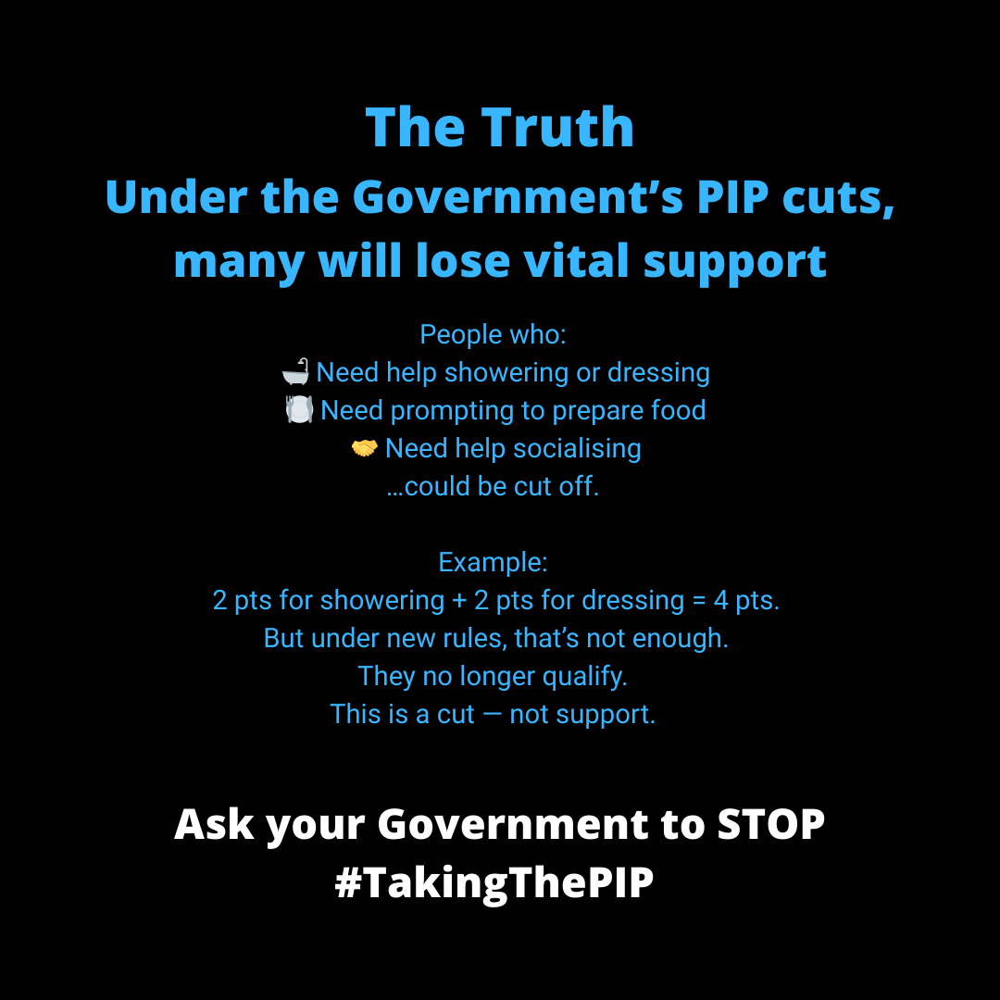 The Truth
Under the Government’s PIP cuts,
many will lose vital support
People who:
🛁 Need help showering or dressing
🍽️ Need prompting to prepare food
🤝 Need help socialising
…could be cut off.
Example:
2 pts for showering + 2 pts for dressing = 4 pts.
But under new rules, that’s not enough.
They no longer qualify.
This is a cut — not support.
Ask your Government to STOP
#TakingThePIP